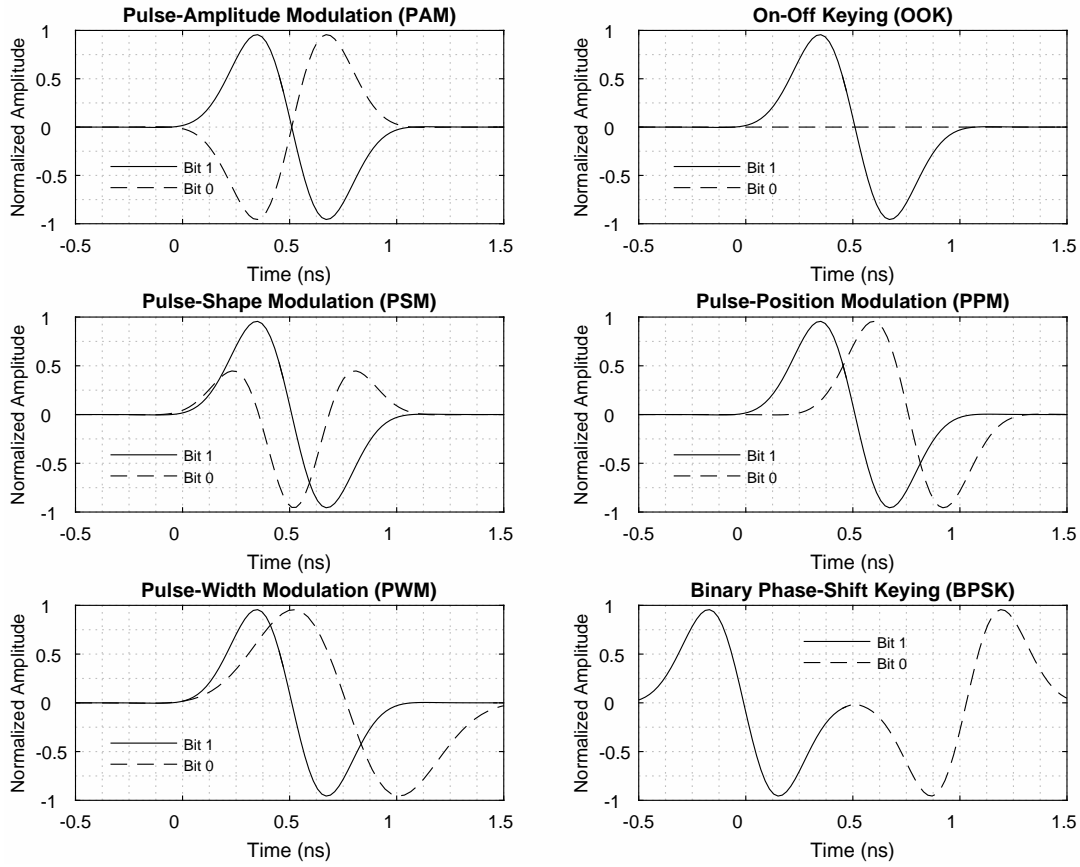 Pulse-Amplitude Modulation (PAM)
1
0.5
0
-0.5
-1
Normalized Amplitude
Bit 1
Bit 0
-0.5 0 0.5 1 1.5
Time (ns)
On-Off Keying (OOK)
1
0.5
0
-0.5
-1
Normalized Amplitude
Bit 1
Bit 0
-0.5 0 0.5 1 1.5
Time (ns)
Pulse-Shape Modulation (PSM)
1
0.5
0
-0.5
-1
Normalized Amplitude
Bit 1
Bit 0
-0.5 0 0.5 1 1.5
Time (ns)
Pulse-Position Modulation (PPM)
1
0.5
0
-0.5
-1
Normalized Amplitude
Bit 1
Bit 0
-0.5 0 0.5 1 1.5
Time (ns)
Pulse-Width Modulation (PWM)
1
0.5
0
-0.5
-1
Normalized Amplitude
Bit 1
Bit 0
-0.5 0 0.5 1 1.5
Time (ns)
Binary Phase-Shift Keying (BPSK)
1
0.5
0
-0.5
-1
Normalized Amplitude
Bit 1
Bit 0
-0.5 0 0.5 1 1.5
Time (ns)